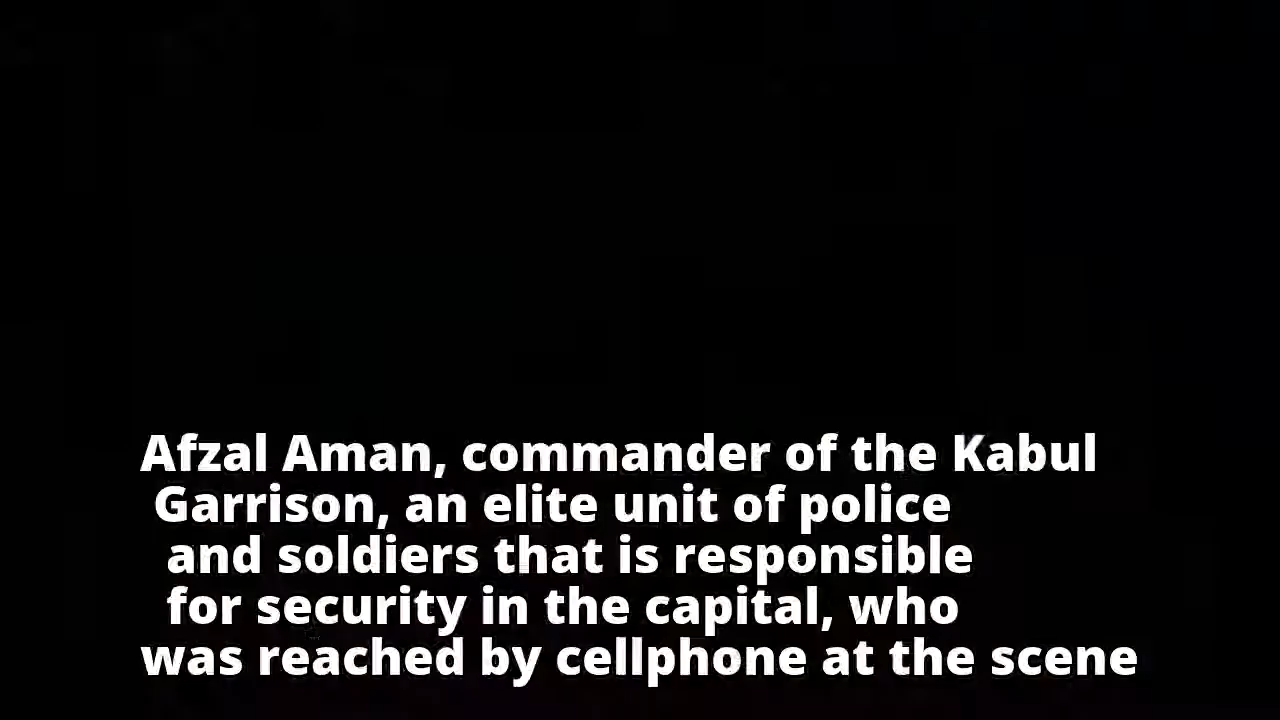 Afzal Aman, commander of the Kabul
Garrison, an elite unit of police
and soldiers that is responsible
for security in the capital, who
was reached by cellphone at the scene